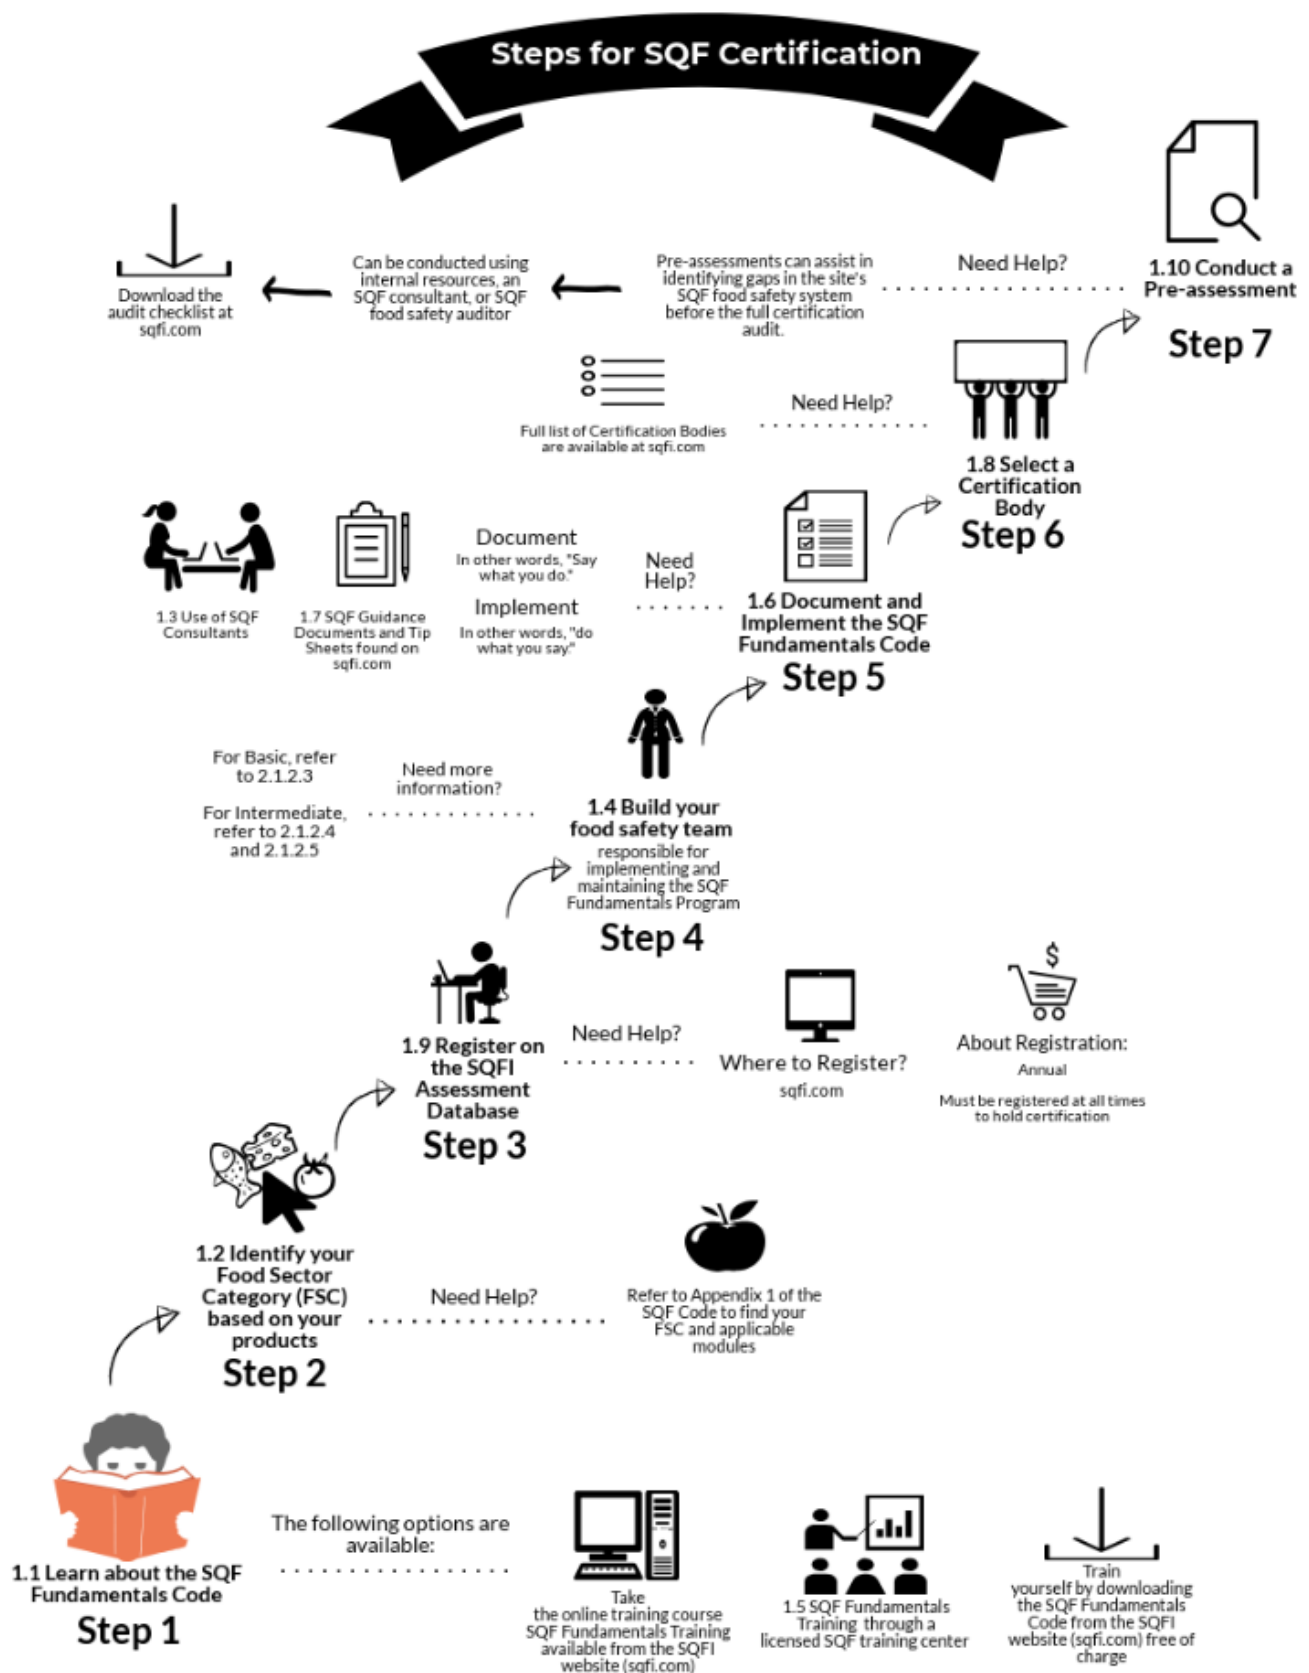 Steps for SQF Certification
1.10 Conduct a
Pre-assessment
Step 7
Need Help?
Pre-assessments can assist in
identifying gaps in the site's
SQF food safety system
before the full certification
audit.
Can be conducted using
internal resources, an
SQF consultant, or SQF
food safety auditor
Download the
audit checklist at
sqfi.com
Need Help?
Full list of Certification Bodies
are available at sqfi.com
1.8 Select a
Certification
Body
Step 6
1.3 Use of SQF
Consultants
1.7 SQF Guidance
Documents and Tip
Sheets found on
sqfi.com
Document
In other words, "Say
what you do."
Implement
In other words, "do
what you say."
Need
Help?
1.6 Document and
Implement the SQF
Fundamentals Code
Step 5
For Basic, refer
to 2.1.2.3
For Intermediate,
refer to 2.1.2.4
and 2.1.2.5
Need more
information?
1.4 Build your
food safety team
responsible for
implementing and
maintaining the SQF
Fundamentals Program
Step 4
1.9 Register on
the SQFI
Assessment
Database
Step 3
Need Help?
Where to Register?
sqfi.com
$
About Registration:
Annual
Must be registered at all times
to hold certification
1.2 Identify your
Food Sector
Category (FSC)
based on your
products
Step 2
Need Help?
Refer to Appendix 1 of the
SQF Code to find your
FSC and applicable
modules
1.1 Learn about the SQF
Fundamentals Code
Step 1
The following options are
available:
Take
the online training course
SQF Fundamentals Training
available from the SQFI
website (sqfi.com)
1.5 SQF Fundamentals
Training through a
licensed SQF training center
Train
yourself by downloading
the SQF Fundamentals
Code from the SQFI
website (sqfi.com) free of
charge